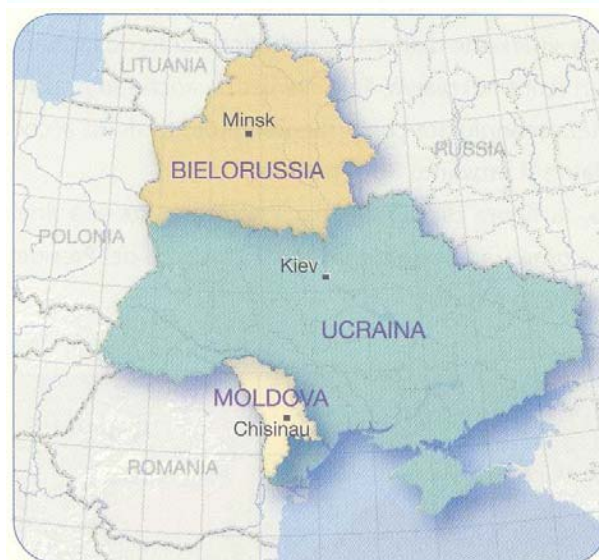 LITUANIA
Minsk
BIELORUSSIA
RUSSIA
POLONIA
Kiev
UCRAINA
MOLDOVA
Chisinau
ROMANIA